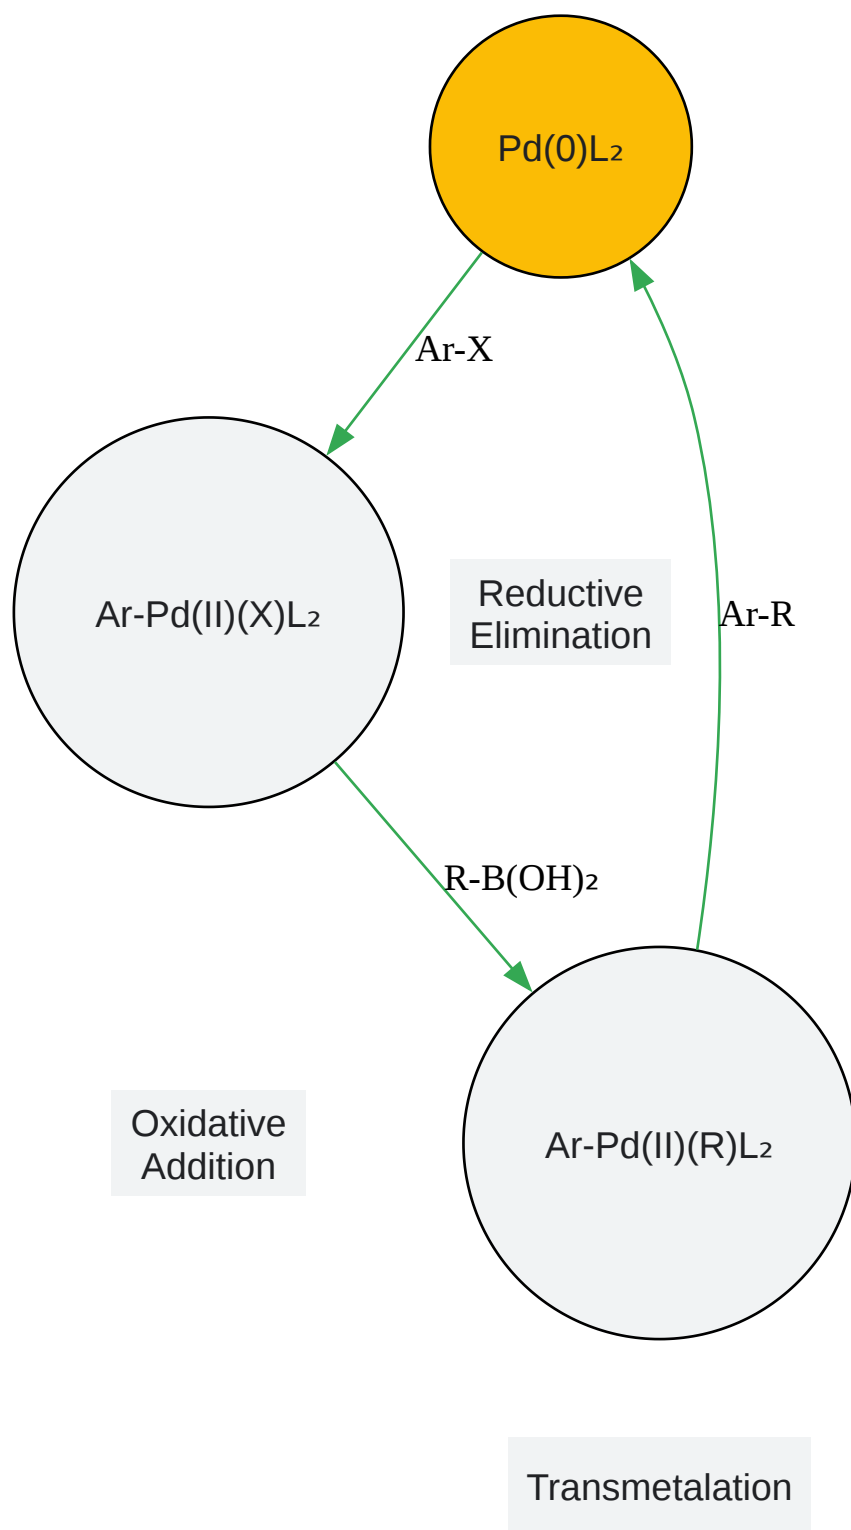 Pd(0)L₂
Ar-X
Ar-Pd(II)(X)L₂
Reductive
Elimination
Ar-R
R-B(OH)₂
Oxidative
Addition
Ar-Pd(II)(R)L₂
Transmetalation